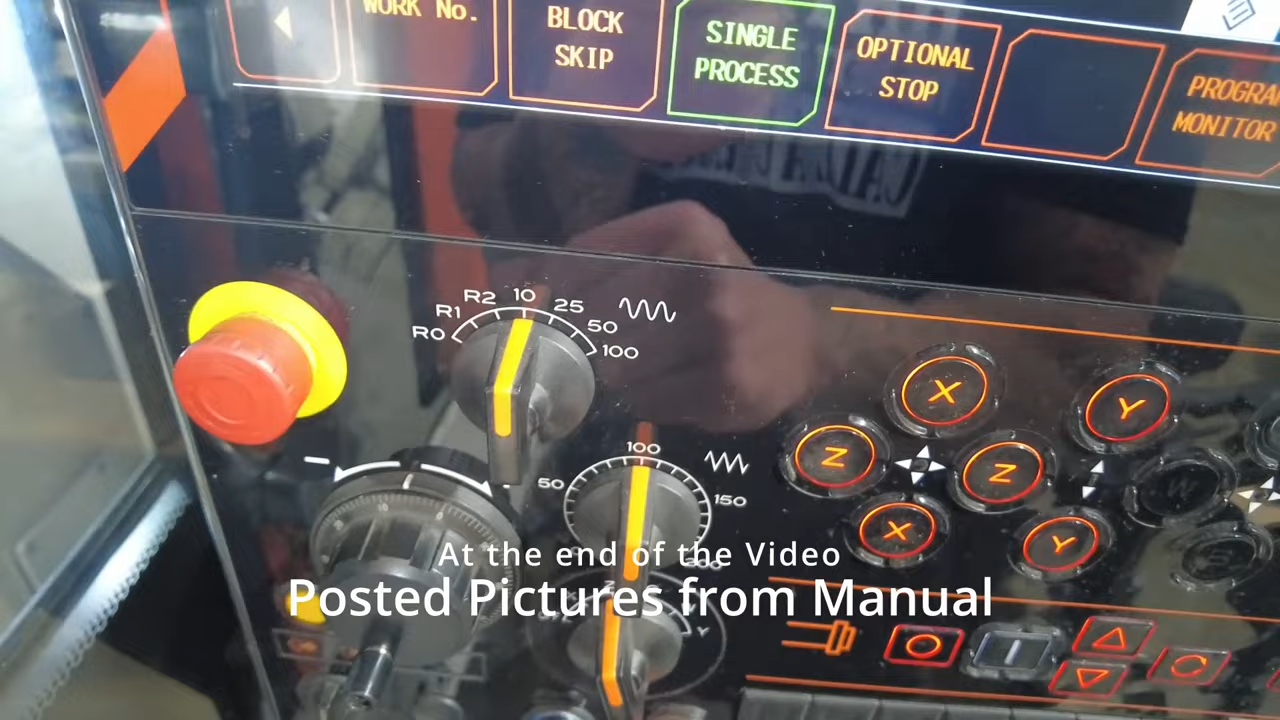 WORK No.
BLOCK
SKIP
SINGLE
PROCESS
OPTIONAL
STOP
MONITOR
R0
R1
R2
10
25
50
100
50
100
150
X
Y
Z
Z
X
Y
At the end of the Video
Posted Pictures from Manual